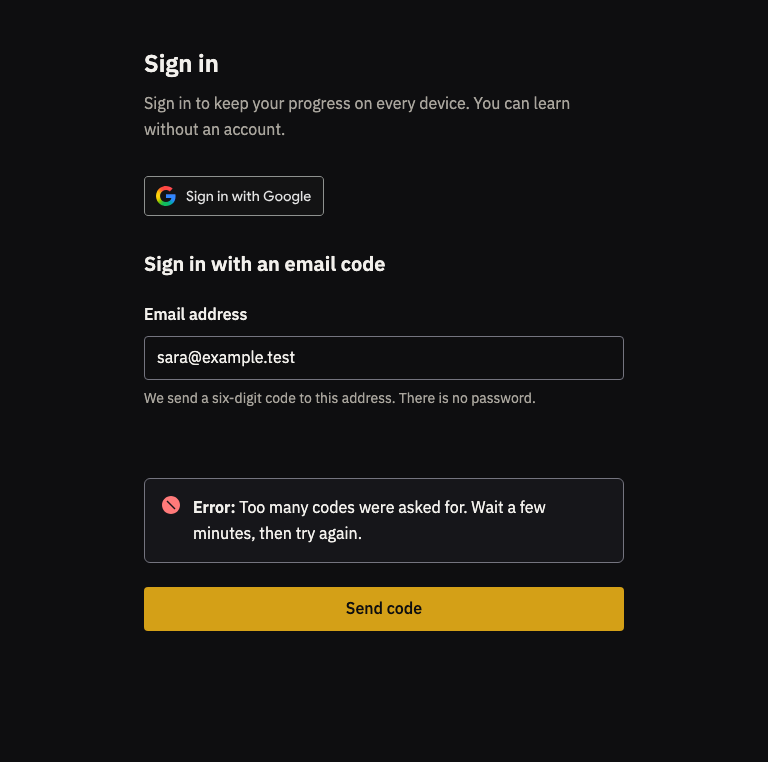 Sign in
Sign in to keep your progress on every device. You can learn
without an account.
Sign in with Google
Sign in with an email code
Email address
sara@example.test
We send a six-digit code to this address. There is no password.
Error: Too many codes were asked for. Wait a few
minutes, then try again.
Send code